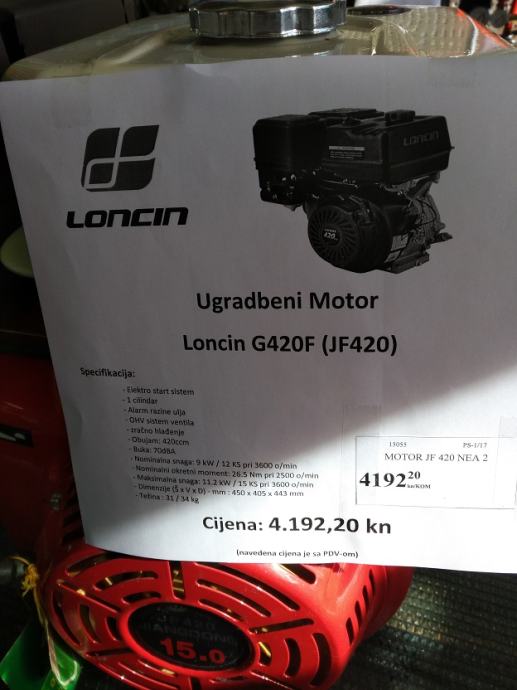 LONCIN
LONCIN
Ugradbeni Motor
Loncin G420F (JF420)
Specifikacija:
- Elektro start sistem
- 1 cilindar
- Alarm razine ulja
- OHV sistem ventila
- zračno hlađenje
- Obujam: 420ccm
- Buka: 70dBA
- Nominalna snaga: 9 kW / 12 KS pri 3600 o/min
- Nominalni okretni moment: 26.5 Nm pri 2500 o/min
- Maksimalna snaga: 11.2 kW / 15 KS pri 3600 o/min
- Dimenzije (Š x V x D) - mm : 450 x 405 x 443 mm
- Težina : 31 / 34 kg
15055 PS-1/17
MOTOR JF 420 NEA 2
4192 20
kn/KOM
Cijena: 4.192,20 kn
(navedena cijena je sa PDV-om)
JF420
JIANGDONG
15.0